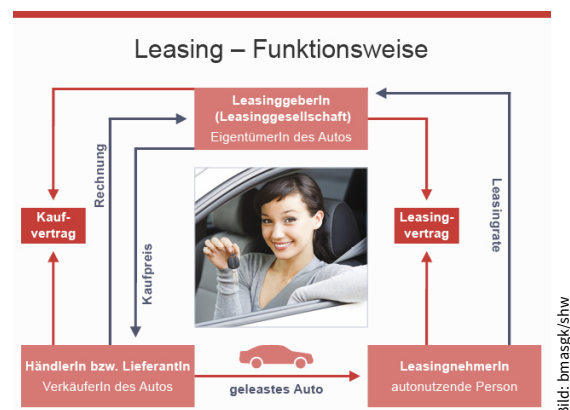 Leasing – Funktionsweise
LeasinggeberIn
(Leasinggesellschaft)
EigentümerIn des Autos
Rechnung
Kaufpreis
Leasingrate
Kauf-
vertrag
Leasing-
vertrag
HändlerIn bzw. LieferantIn
VerkäuferIn des Autos
geleastes Auto
LeasingnehmerIn
autonutzende Person
Bild: bmasgk/shw